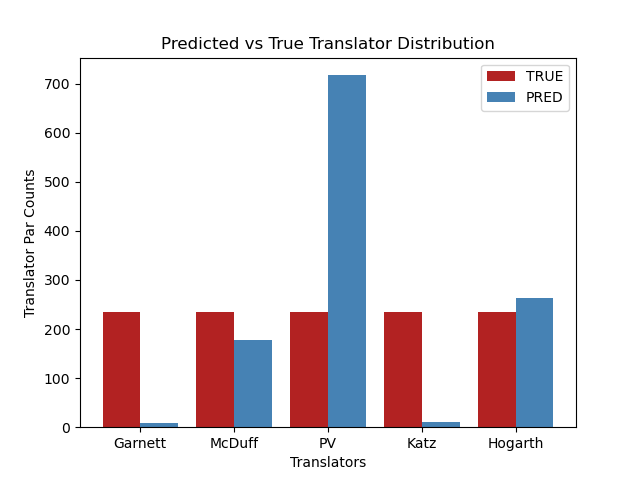 Predicted vs True Translator Distribution
TRUE
PRED
Translator Par Counts
700
600
500
400
300
200
100
0
Garnett McDuff PV Katz Hogarth
Translators